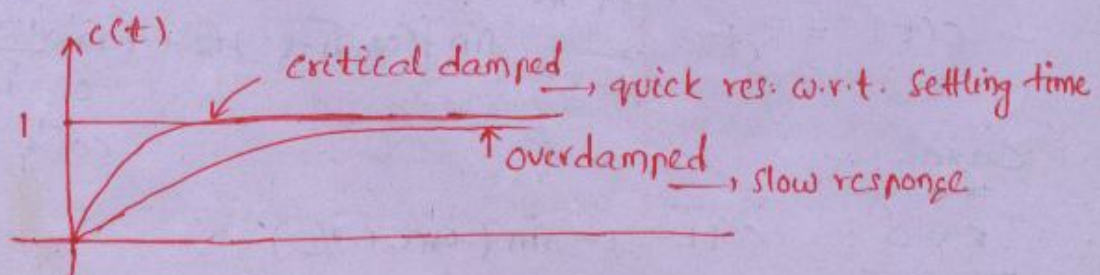 c(t)
critical damped → quick res. w.r.t. settling time
1
overdamped → slow response